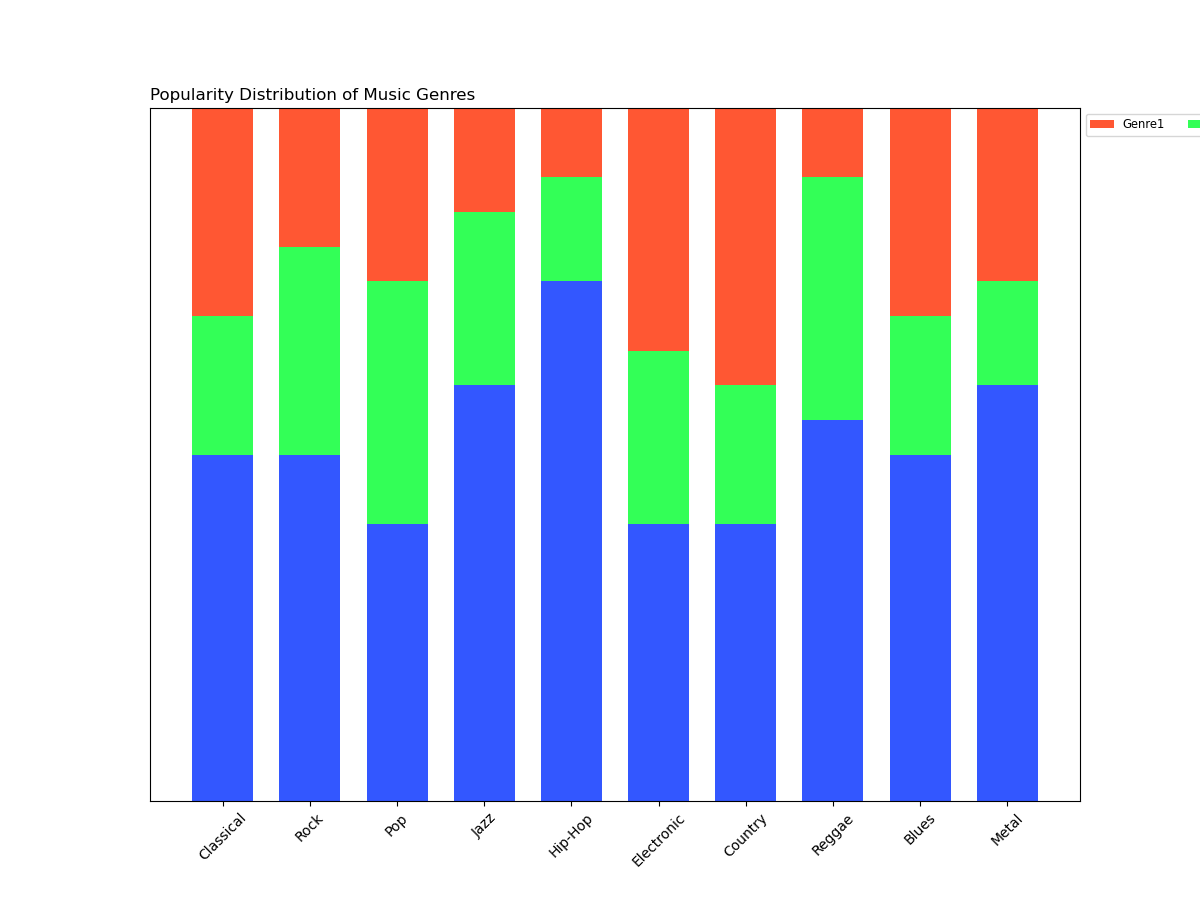 Popularity Distribution of Music Genres
Genre1
Classical
Rock
Pop
Jazz
Hip-Hop
Electronic
Country
Reggae
Blues
Metal